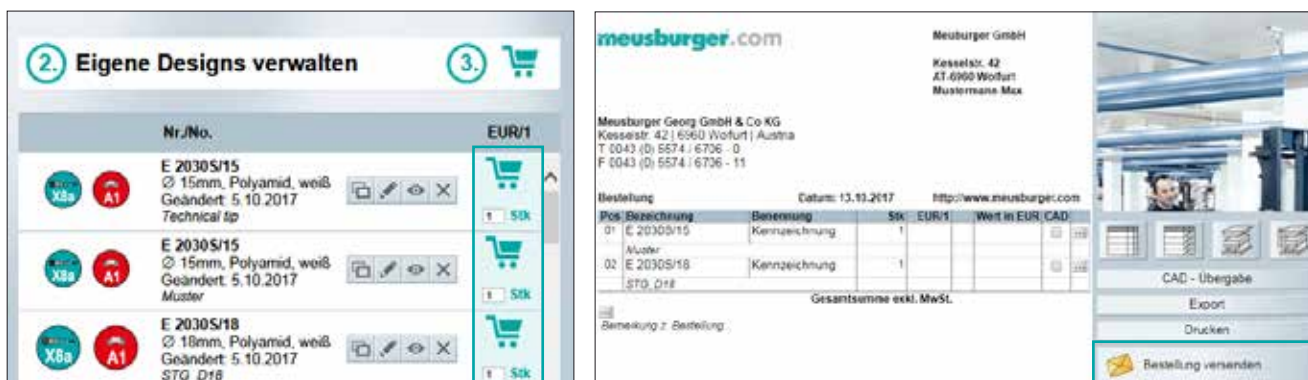 2. Eigene Designs verwalten 3.
Nr./No. EUR/1
X8a A1 E 2030S/15
Ø 15mm, Polyamid, weiß
Geändert: 5.10.2017
Technical tip
1 Stk
X8a A1 E 2030S/15
Ø 15mm, Polyamid, weiß
Geändert: 5.10.2017
Muster
1 Stk
X8a A1 E 2030S/18
Ø 18mm, Polyamid, weiß
Geändert: 5.10.2017
STG_D18
1 Stk
meusburger.com
Meuburger GmbH
Kesselstr. 42
AT-6960 Wolfurt
Mustermann Max
Meusburger Georg GmbH & Co KG
Kesselstr. 42 | 6960 Wolfurt | Austria
T 0043 (0) 5574 / 6706 - 0
F 0043 (0) 5574 / 6706 - 11
Bestellung Datum: 13.10.2017 http://www.meusburger.com
Pos Bezeichnung Benennung Stk EUR/1 Wert in EUR CAD
01 E 2030S/15 Kennzeichnung 1
Muster
02 E 2030S/18 Kennzeichnung 1
STG_D18
Gesamtsumme exkl. MwSt.
Bemerkung z. Bestellung
CAD - Übergabe
Export
Drucken
Bestellung versenden